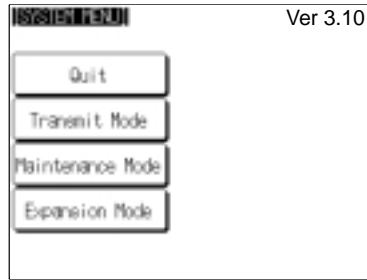 [SYSTEM MENU] Ver 3.10
Quit
Transmit Mode
Maintenance Mode
Expansion Mode